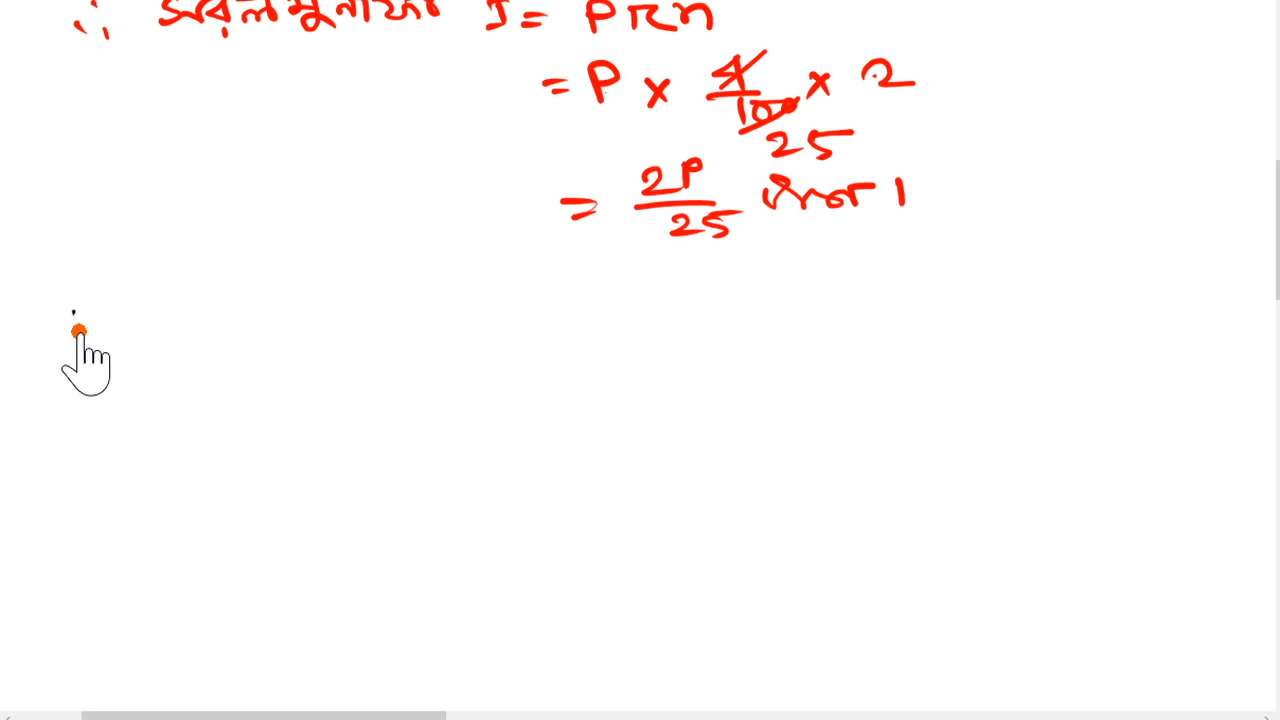 ∴ সরল মুনাফা I = Prn
= P × 4/100 × 2
25
= 2P/25 টাকা।